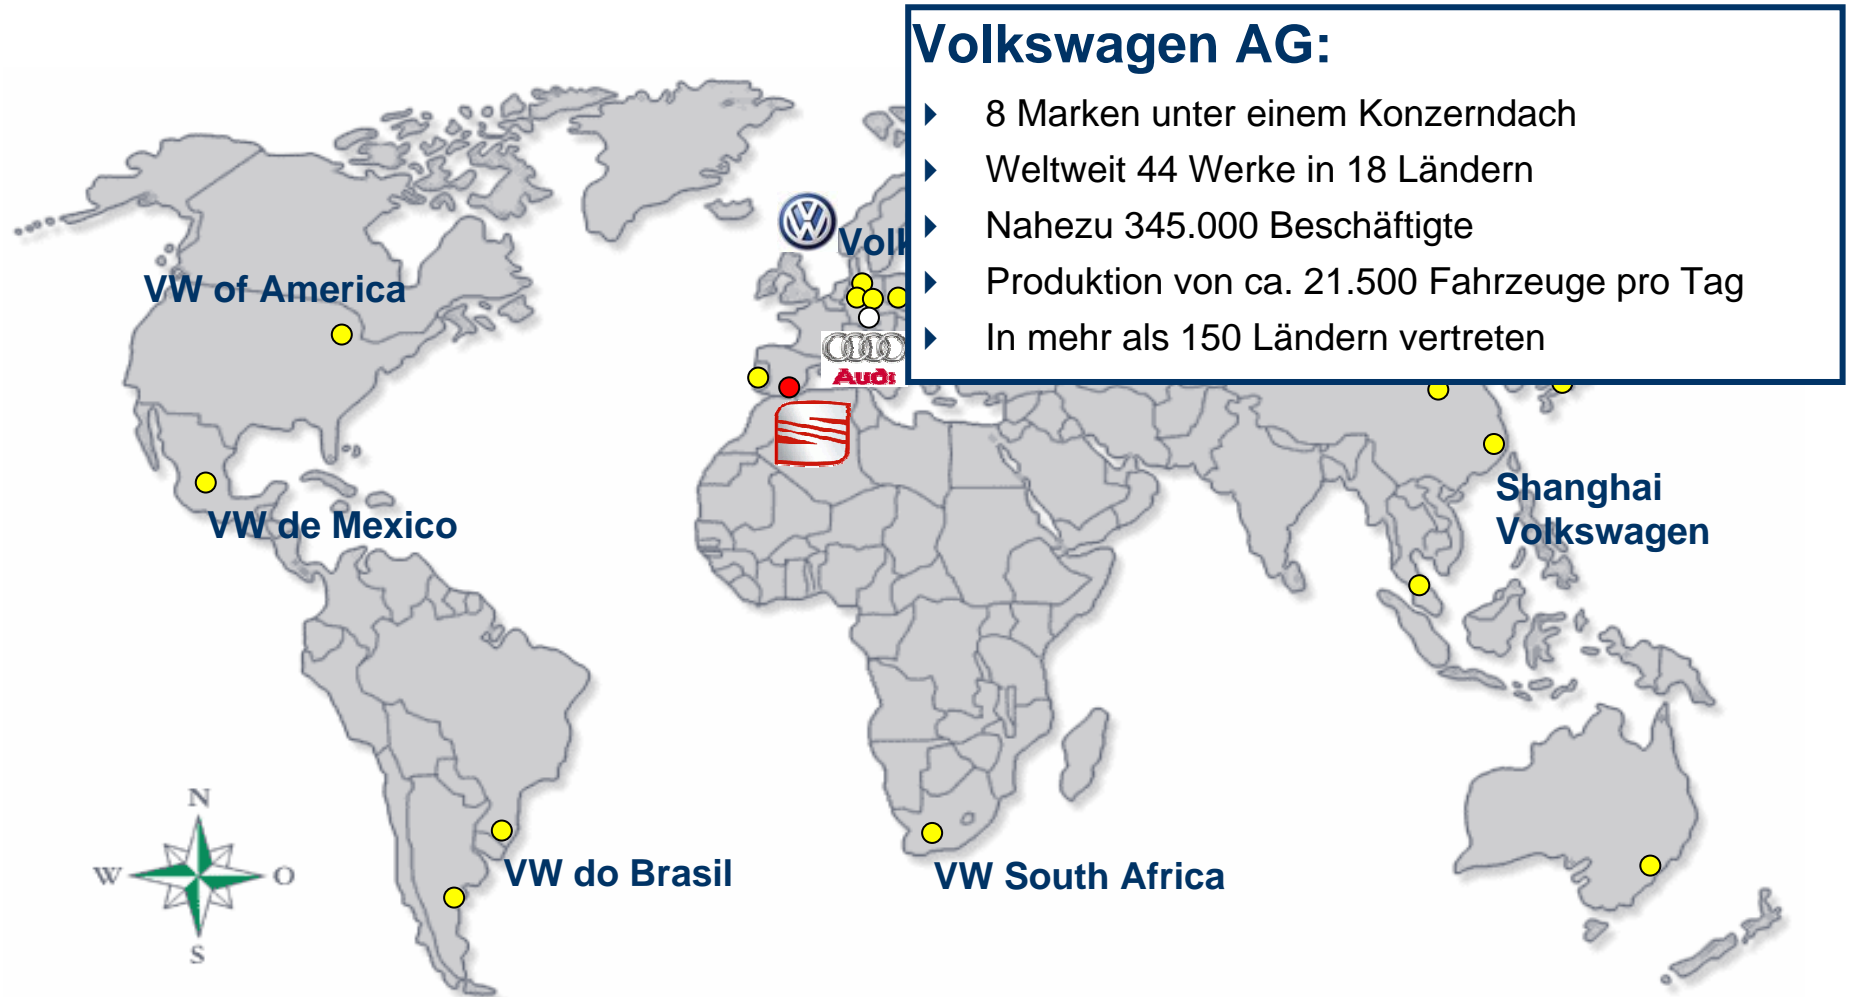 Volkswagen AG:
8 Marken unter einem Konzerndach
Weltweit 44 Werke in 18 Ländern
Nahezu 345.000 Beschäftigte
Produktion von ca. 21.500 Fahrzeuge pro Tag
In mehr als 150 Ländern vertreten
VW of America
VW de Mexico
VW do Brasil
VW South Africa
Shanghai
Volkswagen
Audi
N
W
O
S